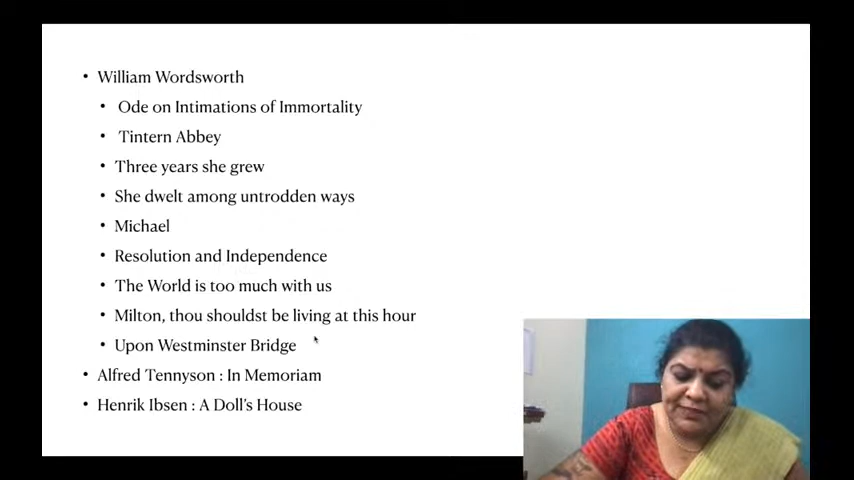 • William Wordsworth
• Ode on Intimations of Immortality
• Tintern Abbey
• Three years she grew
• She dwelt among untrodden ways
• Michael
• Resolution and Independence
• The World is too much with us
• Milton, thou shouldst be living at this hour
• Upon Westminster Bridge
• Alfred Tennyson : In Memoriam
• Henrik Ibsen : A Doll's House